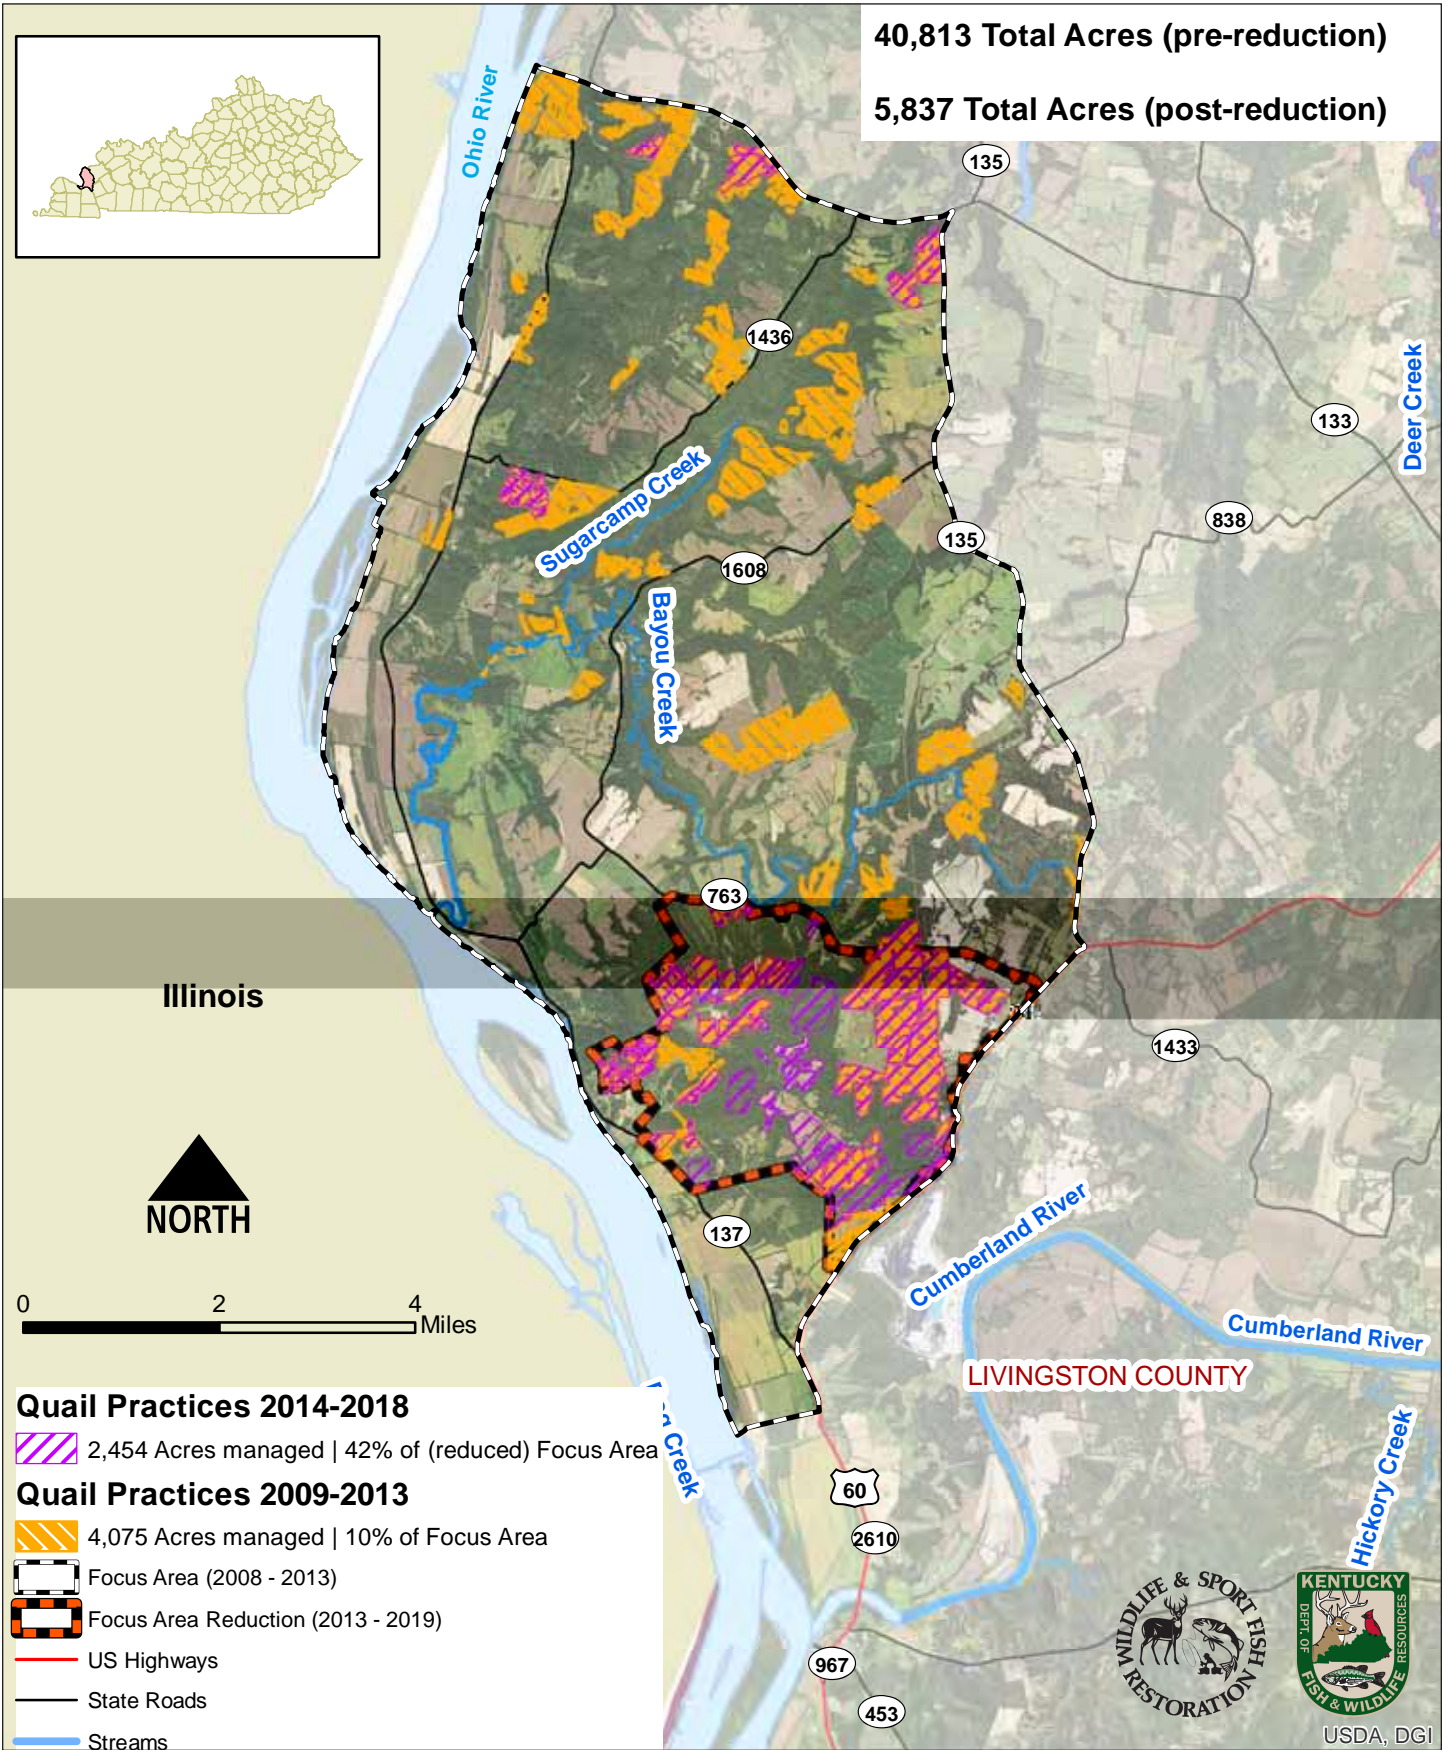 40,813 Total Acres (pre-reduction)
5,837 Total Acres (post-reduction)
Ohio River
135
1436
133
Deer Creek
Sugarcamp Creek
838
135
1608
Bayou Creek
763
Illinois
1433
NORTH
137
Cumberland River
0 2 4
Miles
Cumberland River
LIVINGSTON COUNTY
Creek
Hickory Creek
60
2610
967
453
Quail Practices 2014-2018
2,454 Acres managed | 42% of (reduced) Focus Area
Quail Practices 2009-2013
4,075 Acres managed | 10% of Focus Area
Focus Area (2008 - 2013)
Focus Area Reduction (2013 - 2019)
US Highways
State Roads
Streams
WILDLIFE & SPORT FISH
RESTORATION
KENTUCKY
DEPT. OF
FISH & WILDLIFE
RESOURCES
USDA, DGI